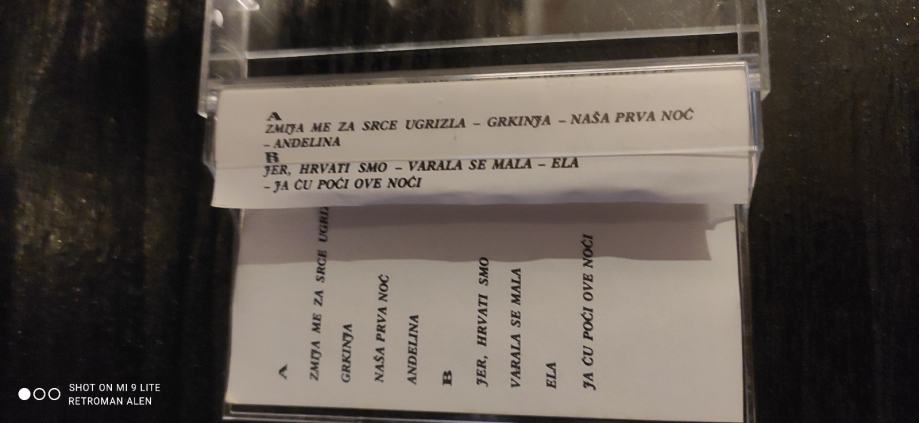 A
ZMIJA ME ZA SRCE UGRIZLA – GRKINJA – NAŠA PRVA NOĆ
– ANĐELINA
B
JER, HRVATI SMO – VARALA SE MALA – ELA
– JA ĆU POĆI OVE NOĆI
A
ZMIJA ME ZA SRCE UGRIZ
GRKINJA
NAŠA PRVA NOĆ
ANĐELINA
B
JER, HRVATI SMO
VARALA SE MALA
ELA
JA ĆU POĆI OVE NOĆI
SHOT ON MI 9 LITE
RETROMAN ALEN